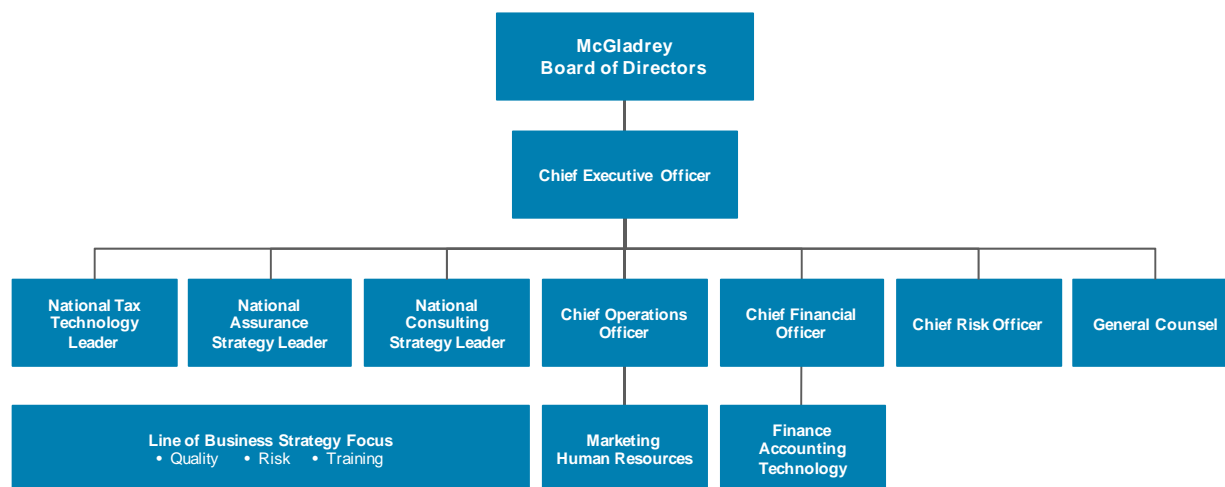 McGladrey
Board of Directors
Chief Executive Officer
National Tax
Technology
Leader
National
Assurance
Strategy Leader
National
Consulting
Strategy Leader
Chief Operations
Officer
Chief Financial
Officer
Chief Risk Officer
General Counsel
Line of Business Strategy Focus
• Quality • Risk • Training
Marketing
Human Resources
Finance
Accounting
Technology